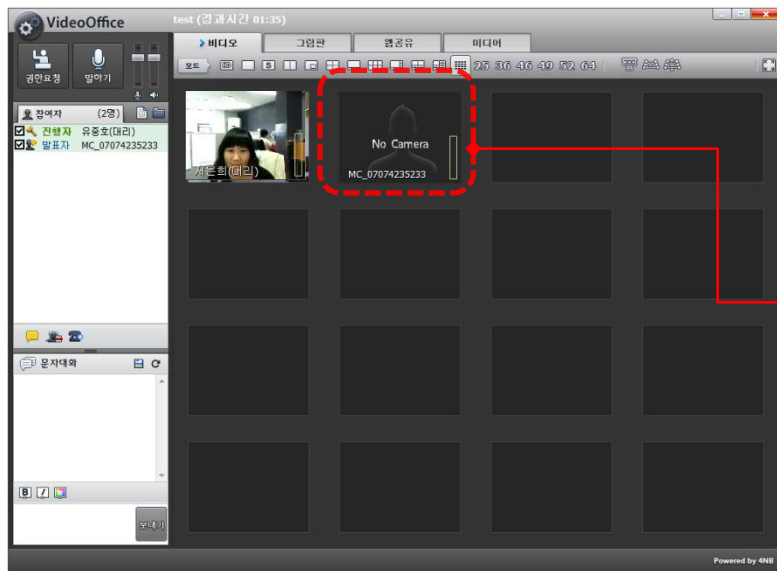 VideoOffice
test (경과시간 01:35)
비디오
그림판
웹공유
미디어
권한요청
말하기
모드
S
25 36 46 49 52 64
참여자 (2명)
진행자 유중호(대리)
발표자 MC_07074235233
No Camera
MC_07074235233
문자대화
B I
보내기
Powered by 4NB